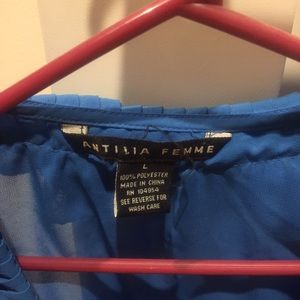 ANTILIA FEMME
L
100% POLYESTER
MADE IN CHINA
RN 104954
SEE REVERSE FOR
WASH CARE